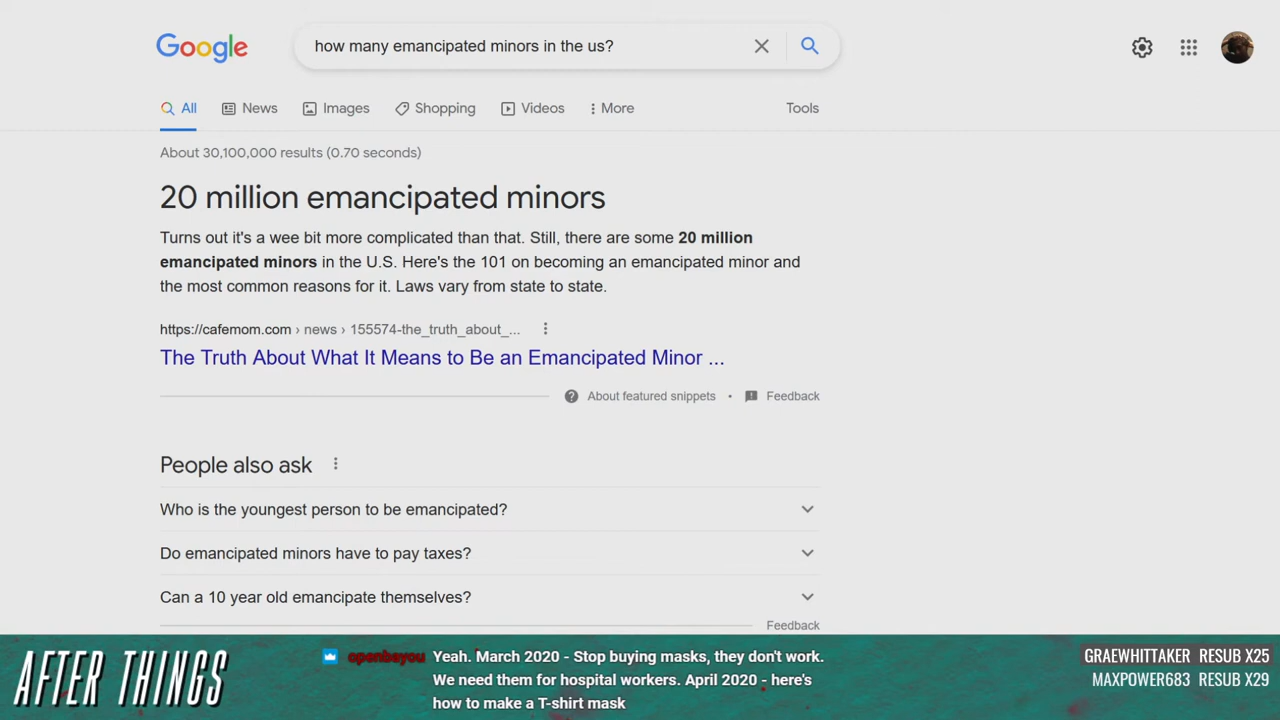 Google
how many emancipated minors in the us?
All
News
Images
Shopping
Videos
More
Tools
About 30,100,000 results (0.70 seconds)
20 million emancipated minors
Turns out it's a wee bit more complicated than that. Still, there are some 20 million
emancipated minors in the U.S. Here's the 101 on becoming an emancipated minor and
the most common reasons for it. Laws vary from state to state.
https://cafemom.com › news › 155574-the_truth_about_...
The Truth About What It Means to Be an Emancipated Minor ...
About featured snippets • Feedback
People also ask
Who is the youngest person to be emancipated?
Do emancipated minors have to pay taxes?
Can a 10 year old emancipate themselves?
Feedback
AFTER THINGS
openbayou Yeah. March 2020 - Stop buying masks, they don't work.
We need them for hospital workers. April 2020 - here's
how to make a T-shirt mask
GRAEWHITTAKER RESUB X25
MAXPOWER683 RESUB X29